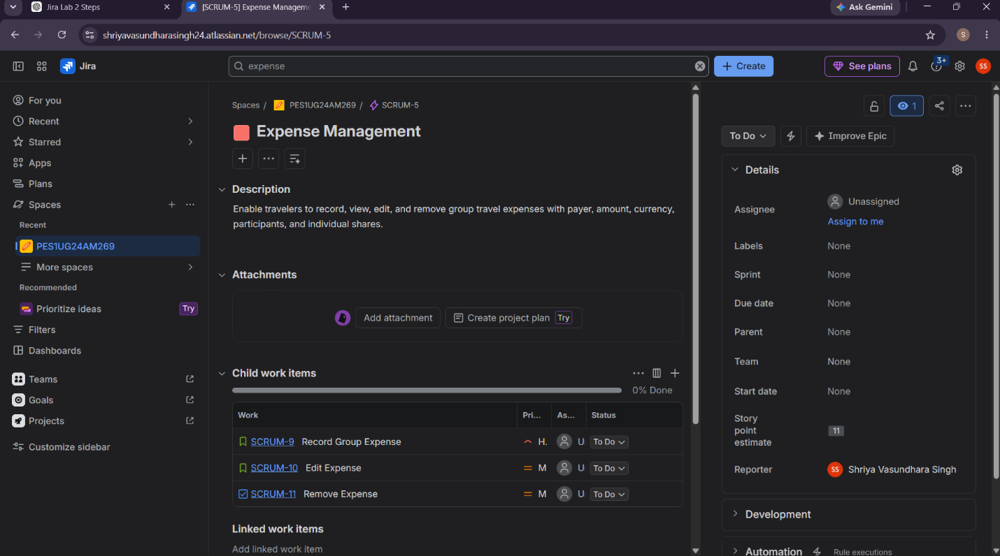 Jira Lab 2 Steps
[SCRUM-5] Expense Manageme
Ask Gemini
shriyavasundharasingh24.atlassian.net/browse/SCRUM-5
S
Jira
expense
Create
See plans
3+
SS
For you
Recent
Starred
Apps
Plans
Spaces
Recent
PES1UG24AM269
More spaces
Recommended
Prioritize ideas
Try
Filters
Dashboards
Teams
Goals
Projects
Customize sidebar
Spaces / PES1UG24AM269 / SCRUM-5
Expense Management
Description
Enable travelers to record, view, edit, and remove group travel expenses with payer, amount, currency,
participants, and individual shares.
Attachments
Add attachment
Create project plan Try
Child work items
0% Done
Work Pri... As... Status
SCRUM-9 Record Group Expense H. U To Do
SCRUM-10 Edit Expense M U To Do
SCRUM-11 Remove Expense M U To Do
Linked work items
Add linked work item
1
To Do
Improve Epic
Details
Assignee
Unassigned
Assign to me
Labels None
Sprint None
Due date None
Parent None
Team None
Start date None
Story
point
estimate
11
Reporter
SS Shriya Vasundhara Singh
Development
Automation Rule executions